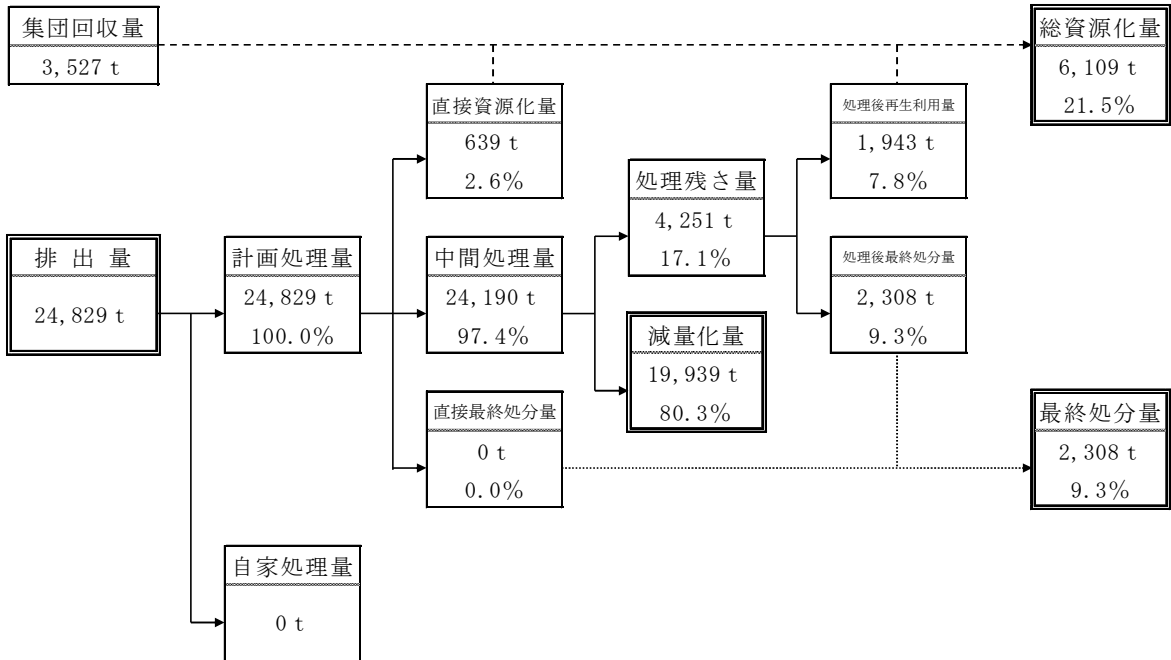 集団回収量
3,527 t
総資源化量
6,109 t
21.5%
直接資源化量
639 t
2.6%
処理後再生利用量
1,943 t
7.8%
処理残さ量
4,251 t
17.1%
排出量
24,829 t
計画処理量
24,829 t
100.0%
中間処理量
24,190 t
97.4%
処理後最終処分量
2,308 t
9.3%
減量化量
19,939 t
80.3%
直接最終処分量
0 t
0.0%
最終処分量
2,308 t
9.3%
自家処理量
0 t